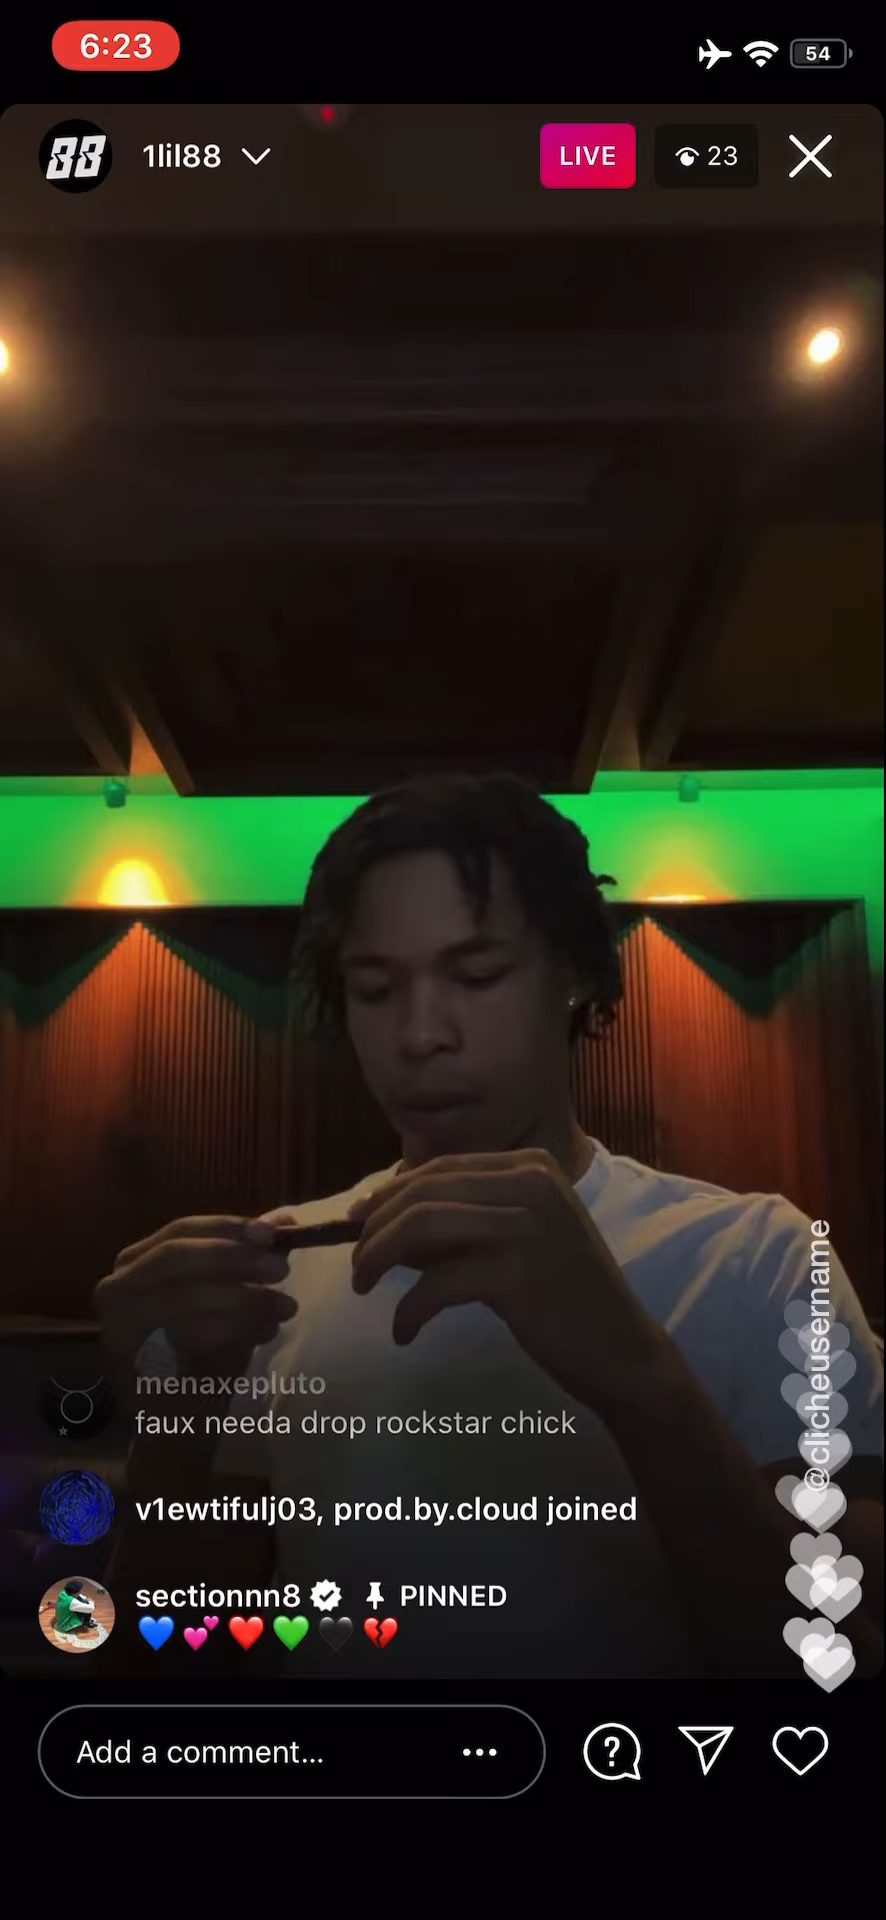 6:23
54
88
1lil88
LIVE
23
@clicheusername
menaxepluto
faux needa drop rockstar chick
v1ewtifulj03, prod.by.cloud joined
sectionnn8 PINNED
💙💕❤️💚🖤💔
Add a comment...